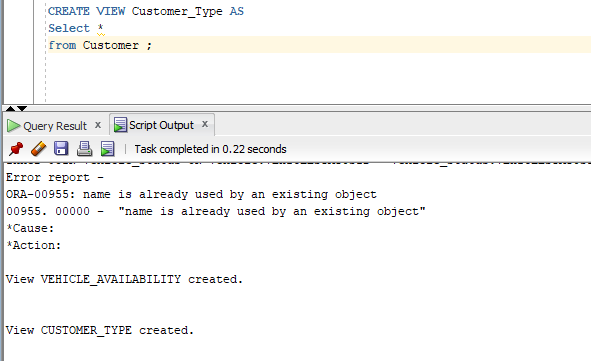 CREATE VIEW Customer_Type AS
Select *
from Customer ;
Query Result x Script Output x
Task completed in 0.22 seconds
Error report -
ORA-00955: name is already used by an existing object
00955. 00000 - "name is already used by an existing object"
*Cause:
*Action:
View VEHICLE_AVAILABILITY created.
View CUSTOMER_TYPE created.